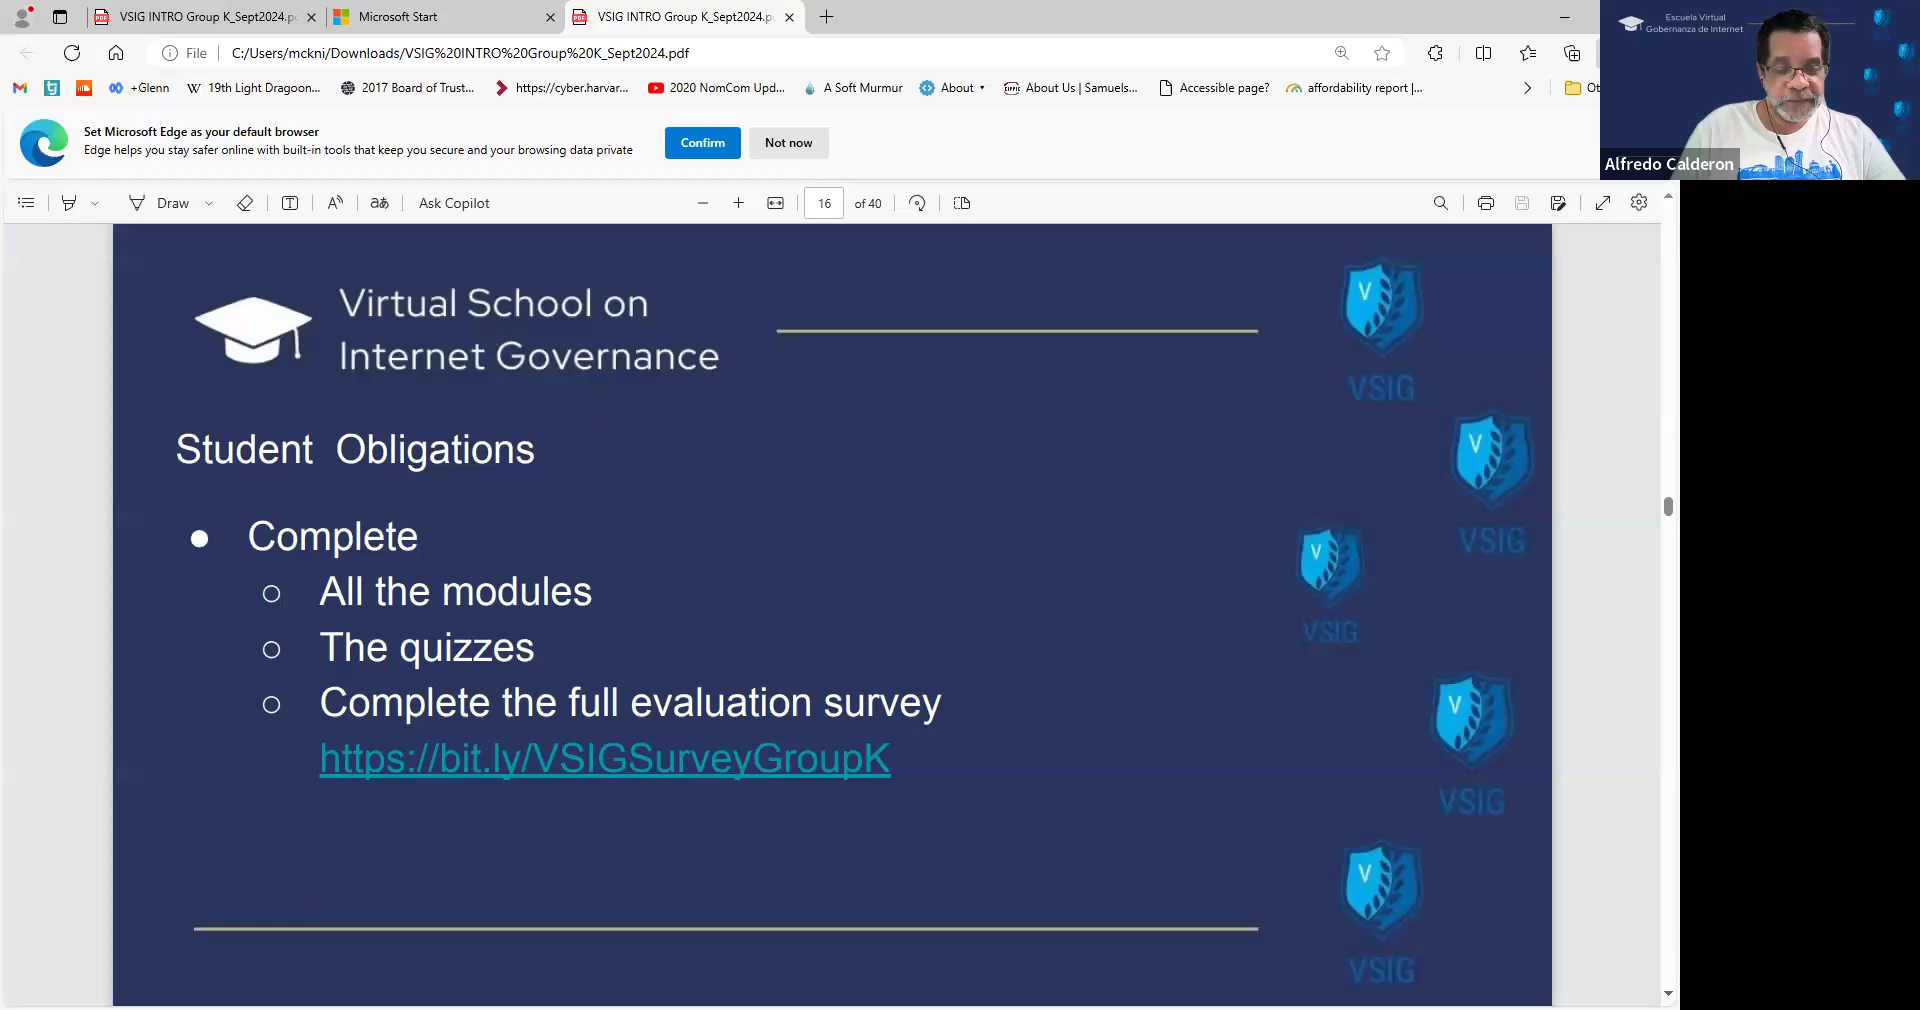 VSIG INTRO Group K_Sept2024.p
Microsoft Start
VSIG INTRO Group K_Sept2024.p
File
C:/Users/mckni/Downloads/VSIG%20INTRO%20Group%20K_Sept2024.pdf
+Glenn
19th Light Dragoon...
2017 Board of Trust...
https://cyber.harvar...
2020 NomCom Upd...
A Soft Murmur
About
About Us | Samuels...
Accessible page?
affordability report |...
Ot
Set Microsoft Edge as your default browser
Edge helps you stay safer online with built-in tools that keep you secure and your browsing data private
Confirm
Not now
Escuela Virtual
Gobernanza de Internet
Alfredo Calderon
Draw
Ask Copilot
16
of 40
Virtual School on
Internet Governance
V
VSIG
Student Obligations
V
VSIG
● Complete
○ All the modules
V
VSIG
○ The quizzes
○ Complete the full evaluation survey
https://bit.ly/VSIGSurveyGroupK
V
VSIG
V
VSIG